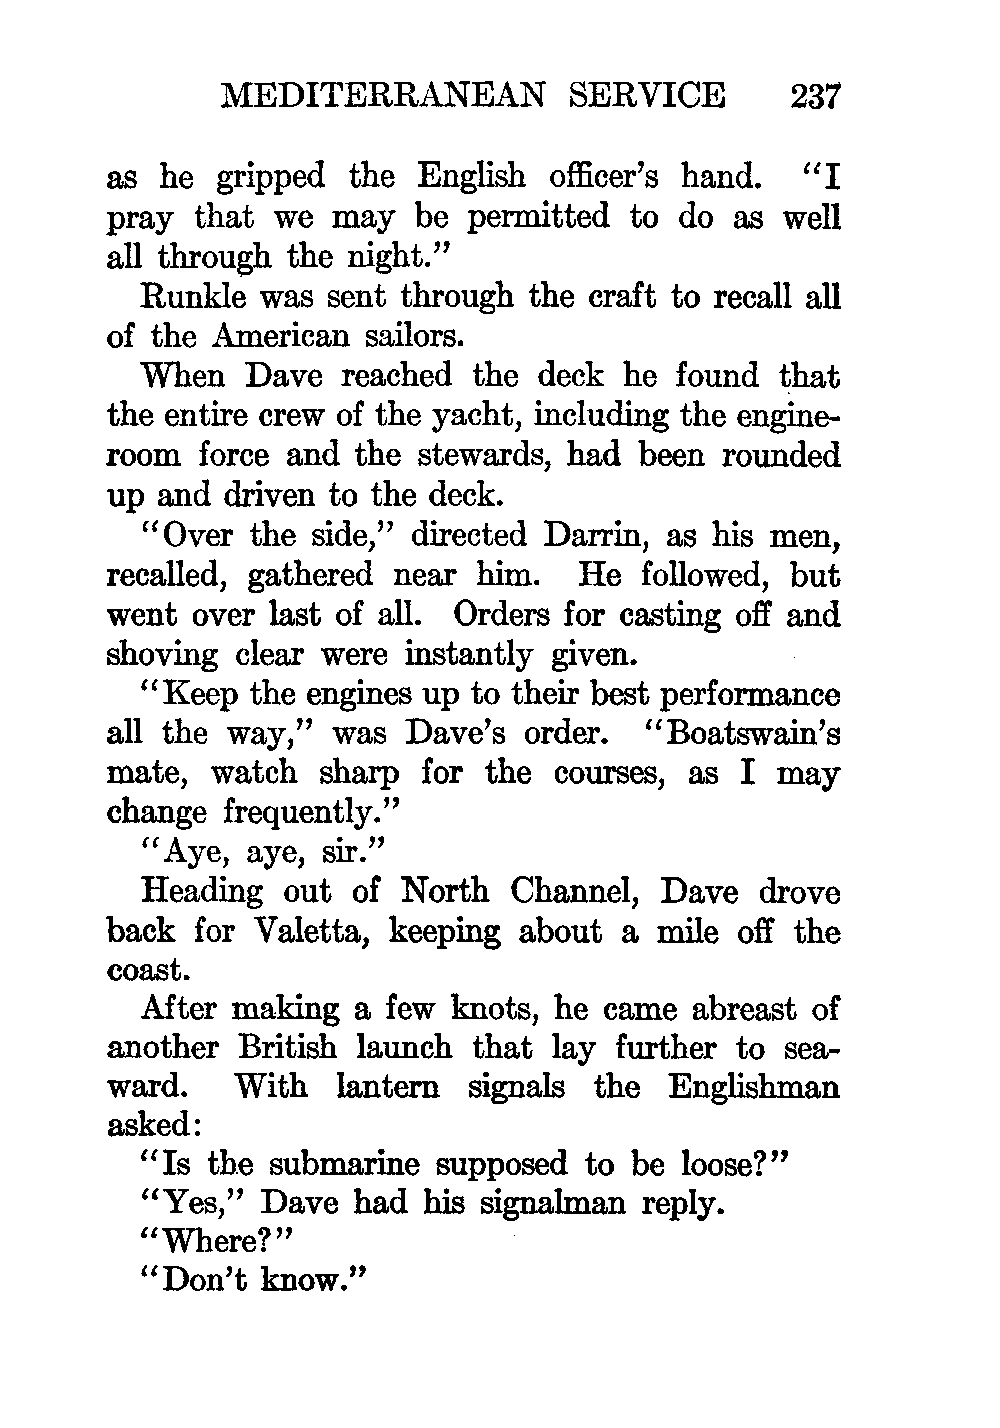 MEDITERRANEAN SERVICE 237
as he gripped the English officer's hand. "I
pray that we may be permitted to do as well
all through the night."
Runkle was sent through the craft to recall all
of the American sailors.
When Dave reached the deck he found that
the entire crew of the yacht, including the engine-
room force and the stewards, had been rounded
up and driven to the deck.
"Over the side," directed Darrin, as his men,
recalled, gathered near him. He followed, but
went over last of all. Orders for casting off and
shoving clear were instantly given.
"Keep the engines up to their best performance
all the way," was Dave's order. "Boatswain's
mate, watch sharp for the courses, as I may
change frequently."
"Aye, aye, sir."
Heading out of North Channel, Dave drove
back for Valetta, keeping about a mile off the
coast.
After making a few knots, he came abreast of
another British launch that lay further to sea-
ward. With lantern signals the Englishman
asked:
"Is the submarine supposed to be loose?"
"Yes," Dave had his signalman reply.
"Where?"
"Don't know."